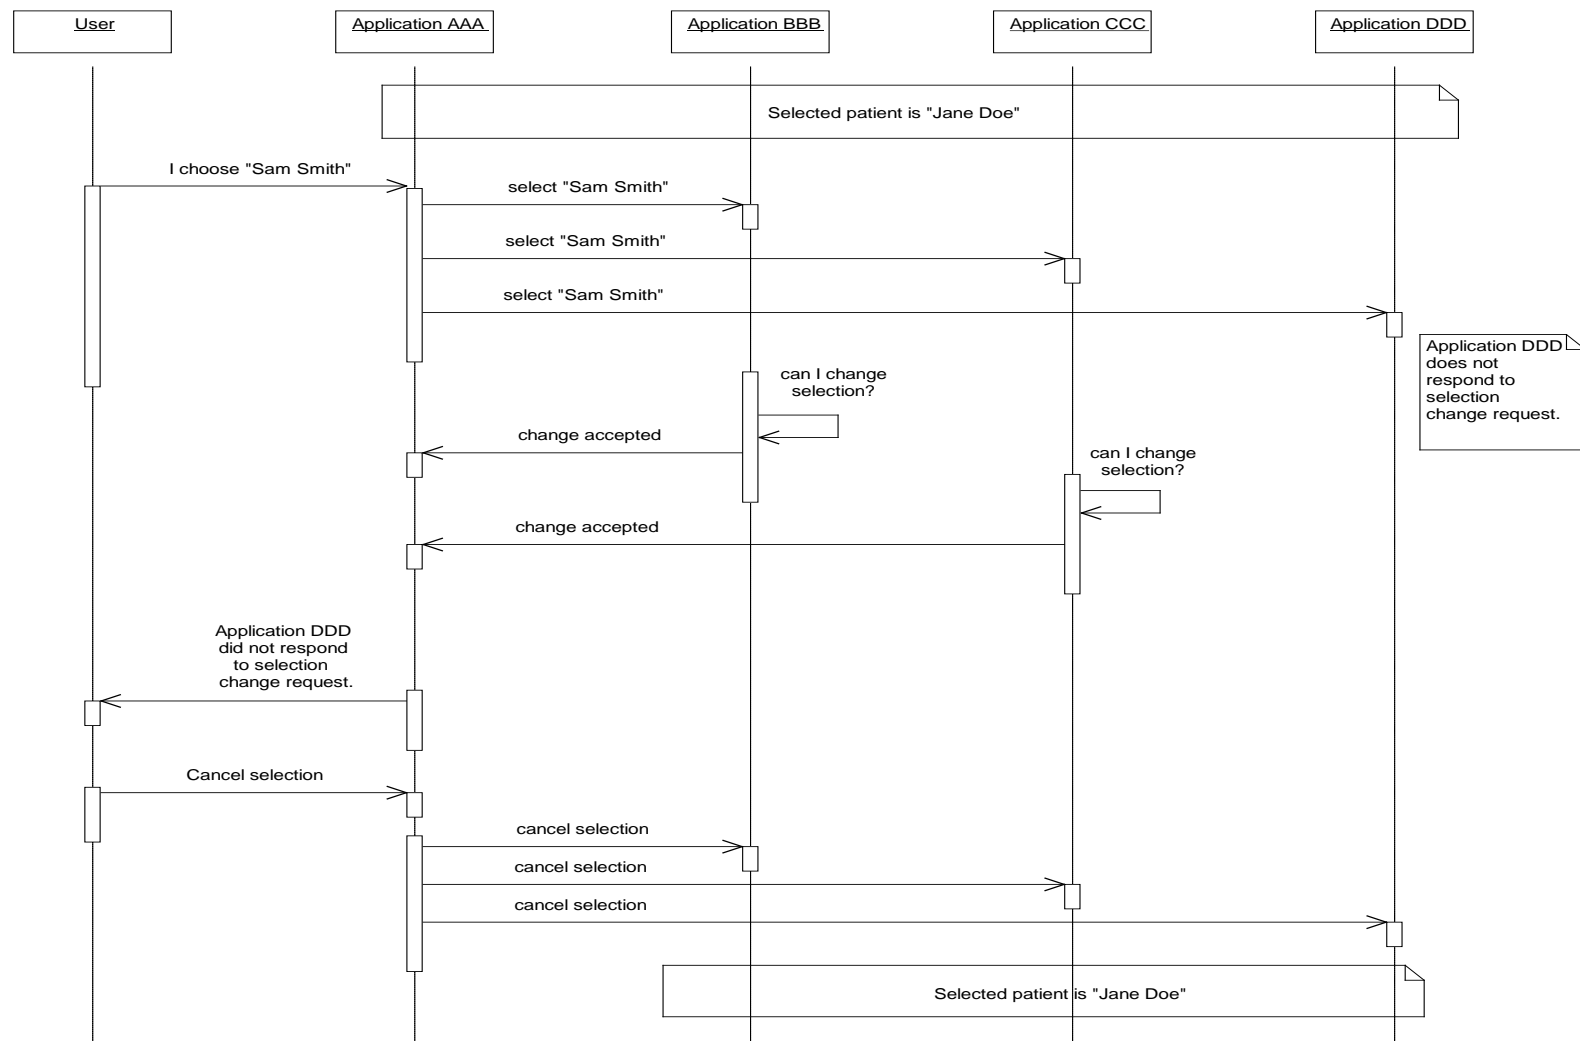 User
Application AAA
Application BBB
Application CCC
Application DDD
Selected patient is "Jane Doe"
I choose "Sam Smith"
select "Sam Smith"
select "Sam Smith"
select "Sam Smith"
Application DDD
does not
respond to
selection
change request.
can I change
selection?
change accepted
can I change
selection?
change accepted
Application DDD
did not respond
to selection
change request.
Cancel selection
cancel selection
cancel selection
cancel selection
Selected patient is "Jane Doe"